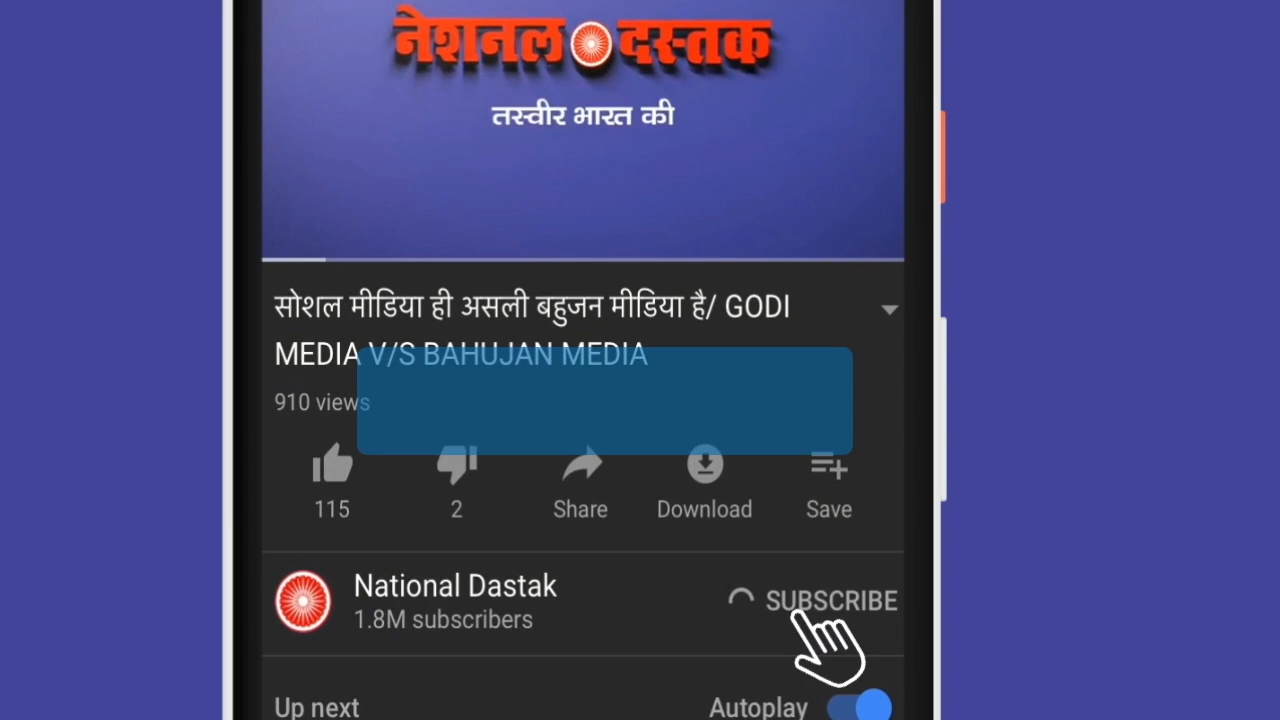 नेशनल दस्तक
तस्वीर भारत की
सोशल मीडिया ही असली बहुजन मीडिया है/ GODI
MEDIA V/S BAHUJAN MEDIA
910 views
115
2
Share
Download
Save
National Dastak
SUBSCRIBE
1.8M subscribers
Up next
Autoplay